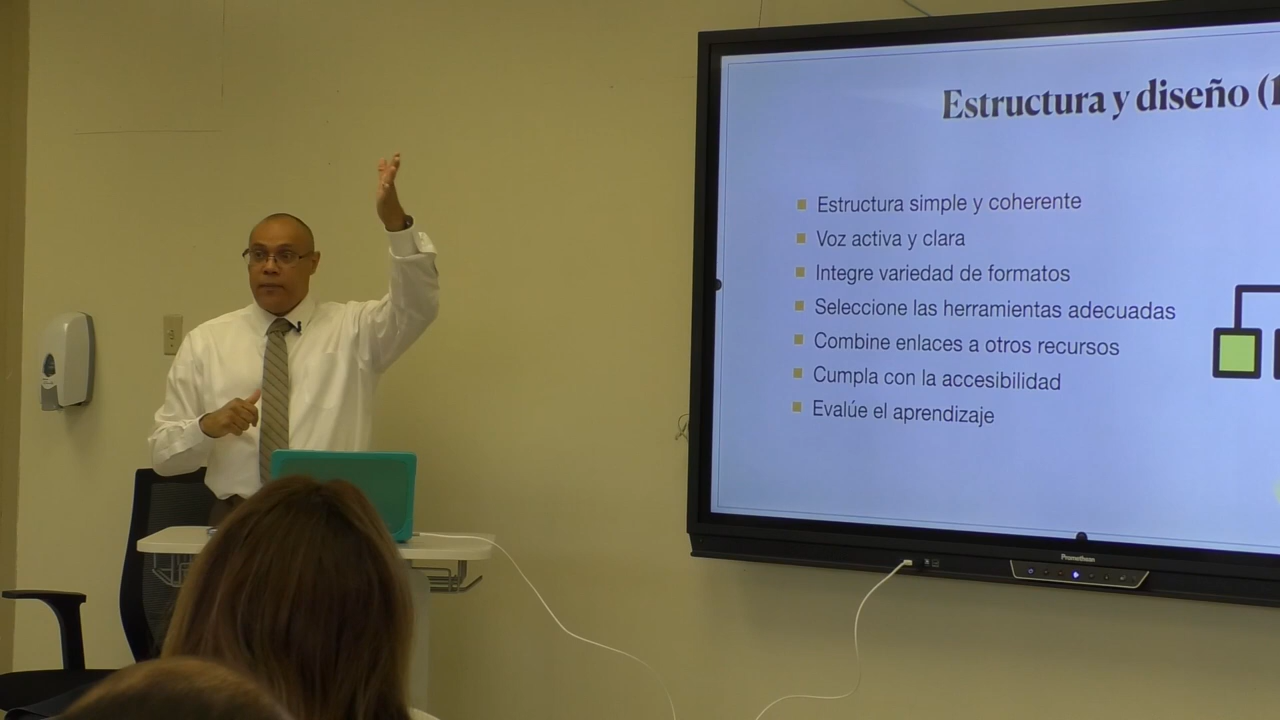 Estructura y diseño (1
Estructura simple y coherente
Voz activa y clara
Integre variedad de formatos
Seleccione las herramientas adecuadas
Combine enlaces a otros recursos
Cumpla con la accesibilidad
Evalúe el aprendizaje
Promethean